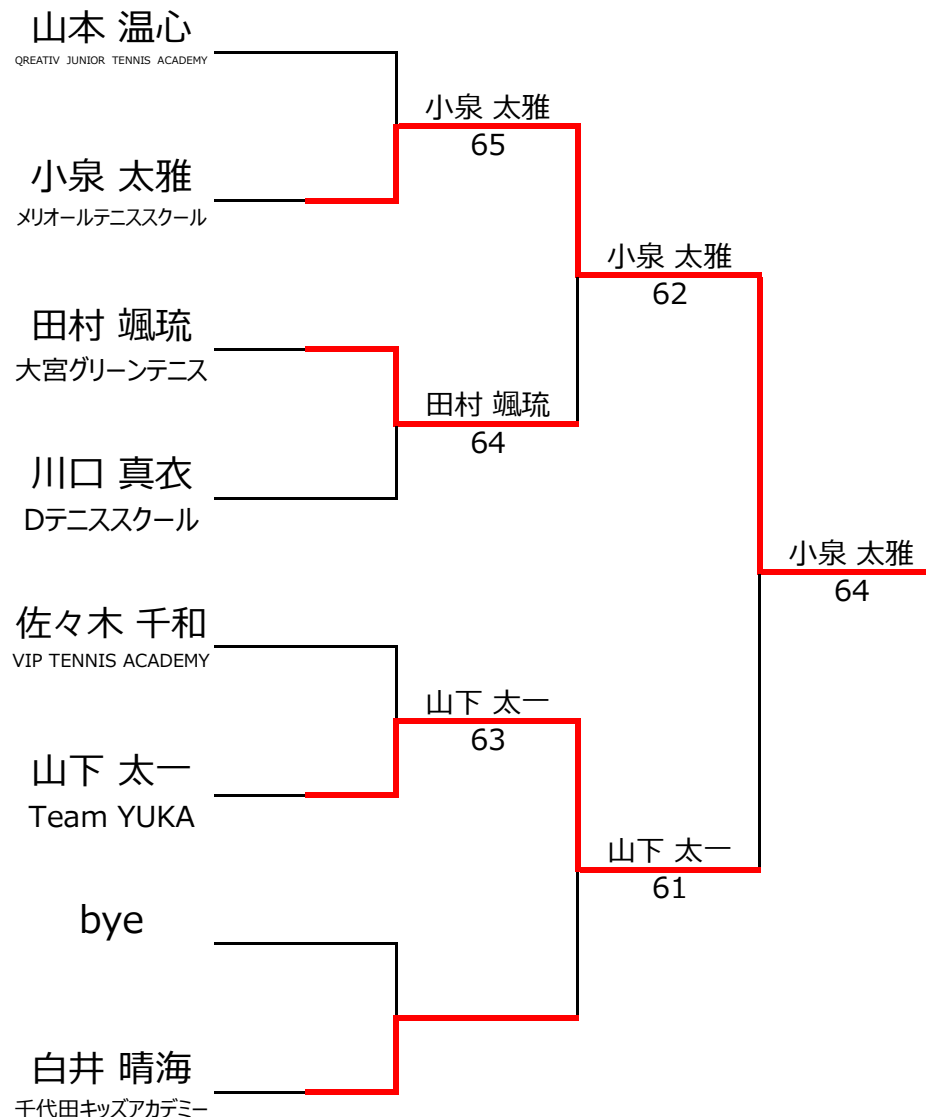 山本 温心
QREATIV JUNIOR TENNIS ACADEMY
小泉 太雅
65
小泉 太雅
メリオールテニススクール
小泉 太雅
62
田村 颯琉
大宮グリーンテニス
田村 颯琉
64
川口 真衣
Dテニススクール
小泉 太雅
64
佐々木 千和
VIP TENNIS ACADEMY
山下 太一
63
山下 太一
Team YUKA
山下 太一
61
bye
白井 晴海
千代田キッズアカデミー